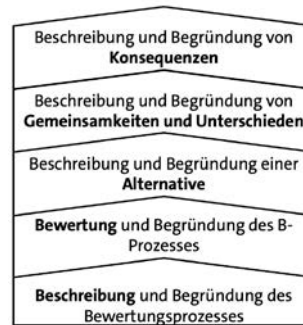 Beschreibung und Begründung von
Konsequenzen
Beschreibung und Begründung von
Gemeinsamkeiten und Unterschieden
Beschreibung und Begründung einer
Alternative
Bewertung und Begründung des B-
Prozesses
Beschreibung und Begründung des
Bewertungsprozesses